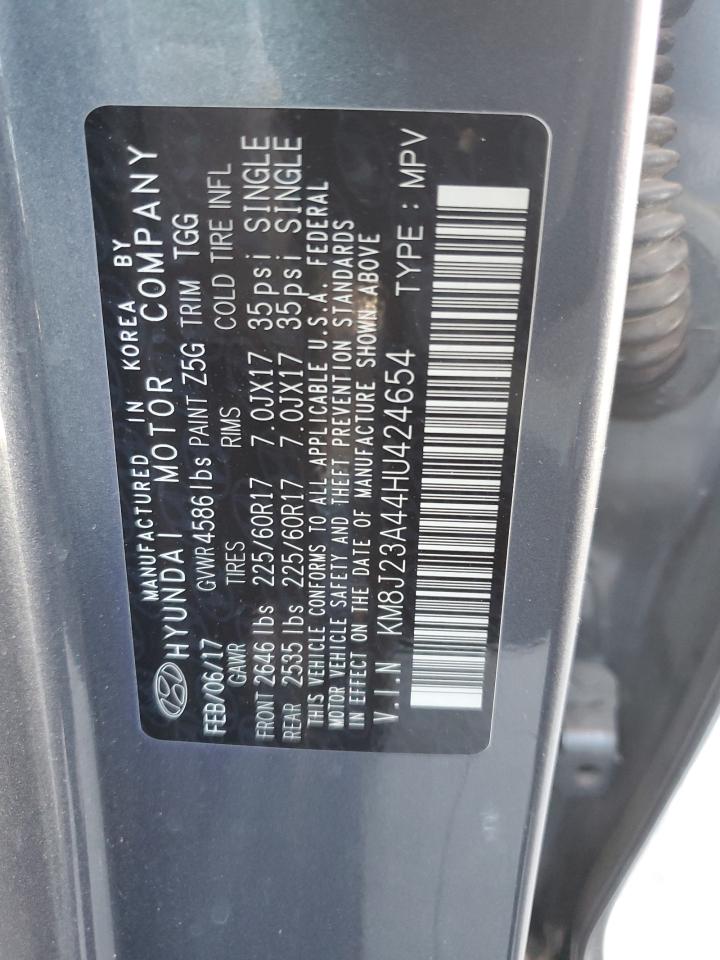 MANUFACTURED IN KOREA BY
HYUNDAI MOTOR COMPANY
FEB/06/17 GVWR 4586 lbs PAINT Z5G TRIM TGG
GAWR TIRES RIMS COLD TIRE INFL
FRONT 2646 lbs 225/60R17 7.0JX17 35psi SINGLE
REAR 2535 lbs 225/60R17 7.0JX17 35psi SINGLE
THIS VEHICLE CONFORMS TO ALL APPLICABLE U.S.A. FEDERAL
MOTOR VEHICLE SAFETY AND THEFT PREVENTION STANDARDS
IN EFFECT ON THE DATE OF MANUFACTURE SHOWN ABOVE
V.I.N KM8J23A44HU424654 TYPE : MPV